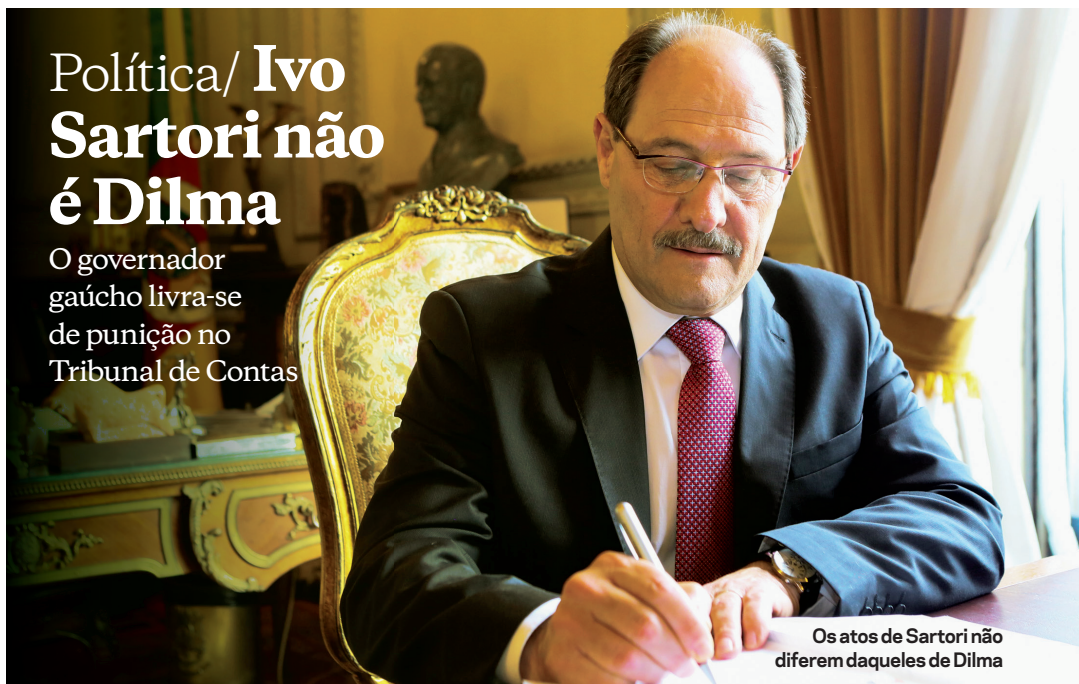 Política/ Ivo
Sartori não
é Dilma
O governador
gaúcho livra-se
de punição no
Tribunal de Contas
Os atos de Sartori não
diferem daqueles de Dilma